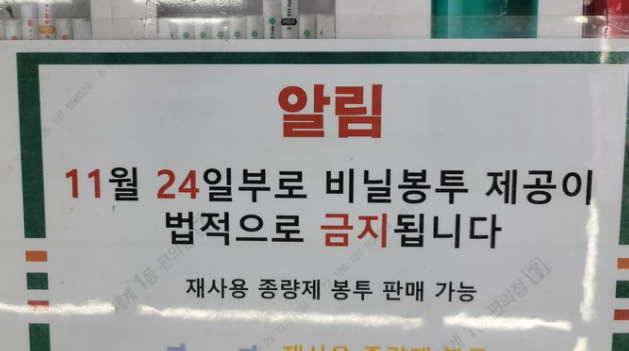 알림
11월 24일부로 비닐봉투 제공이
법적으로 금지됩니다
재사용 종량제 봉투 판매 가능